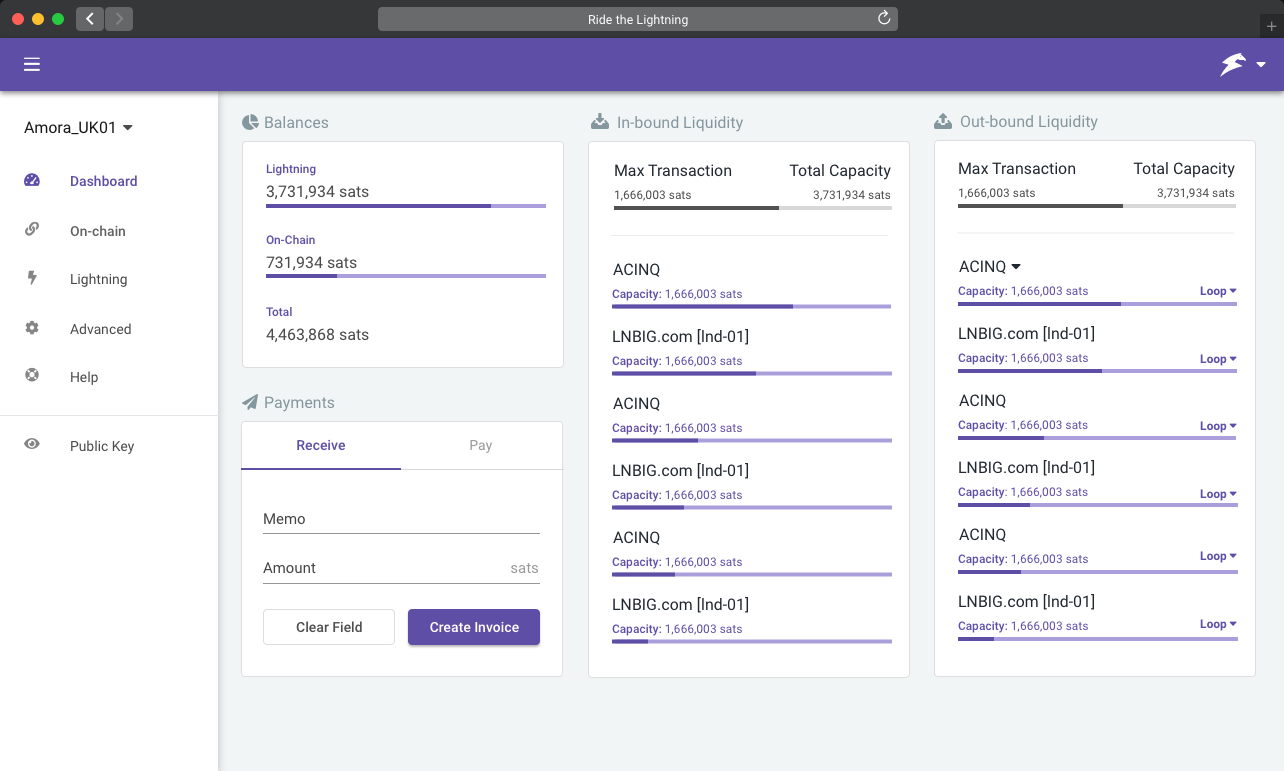 Ride the Lightning
Amora_UK01
Dashboard
On-chain
Lightning
Advanced
Help
Public Key
Balances
Lightning
3,731,934 sats
On-Chain
731,934 sats
Total
4,463,868 sats
Payments
Receive Pay
Memo
Amount sats
Clear Field Create Invoice
In-bound Liquidity
Max Transaction Total Capacity
1,666,003 sats 3,731,934 sats
ACINQ
Capacity: 1,666,003 sats
LNBIG.com [lnd-01]
Capacity: 1,666,003 sats
ACINQ
Capacity: 1,666,003 sats
LNBIG.com [lnd-01]
Capacity: 1,666,003 sats
ACINQ
Capacity: 1,666,003 sats
LNBIG.com [lnd-01]
Capacity: 1,666,003 sats
Out-bound Liquidity
Max Transaction Total Capacity
1,666,003 sats 3,731,934 sats
ACINQ
Capacity: 1,666,003 sats Loop
LNBIG.com [lnd-01]
Capacity: 1,666,003 sats Loop
ACINQ
Capacity: 1,666,003 sats Loop
LNBIG.com [lnd-01]
Capacity: 1,666,003 sats Loop
ACINQ
Capacity: 1,666,003 sats Loop
LNBIG.com [lnd-01]
Capacity: 1,666,003 sats Loop